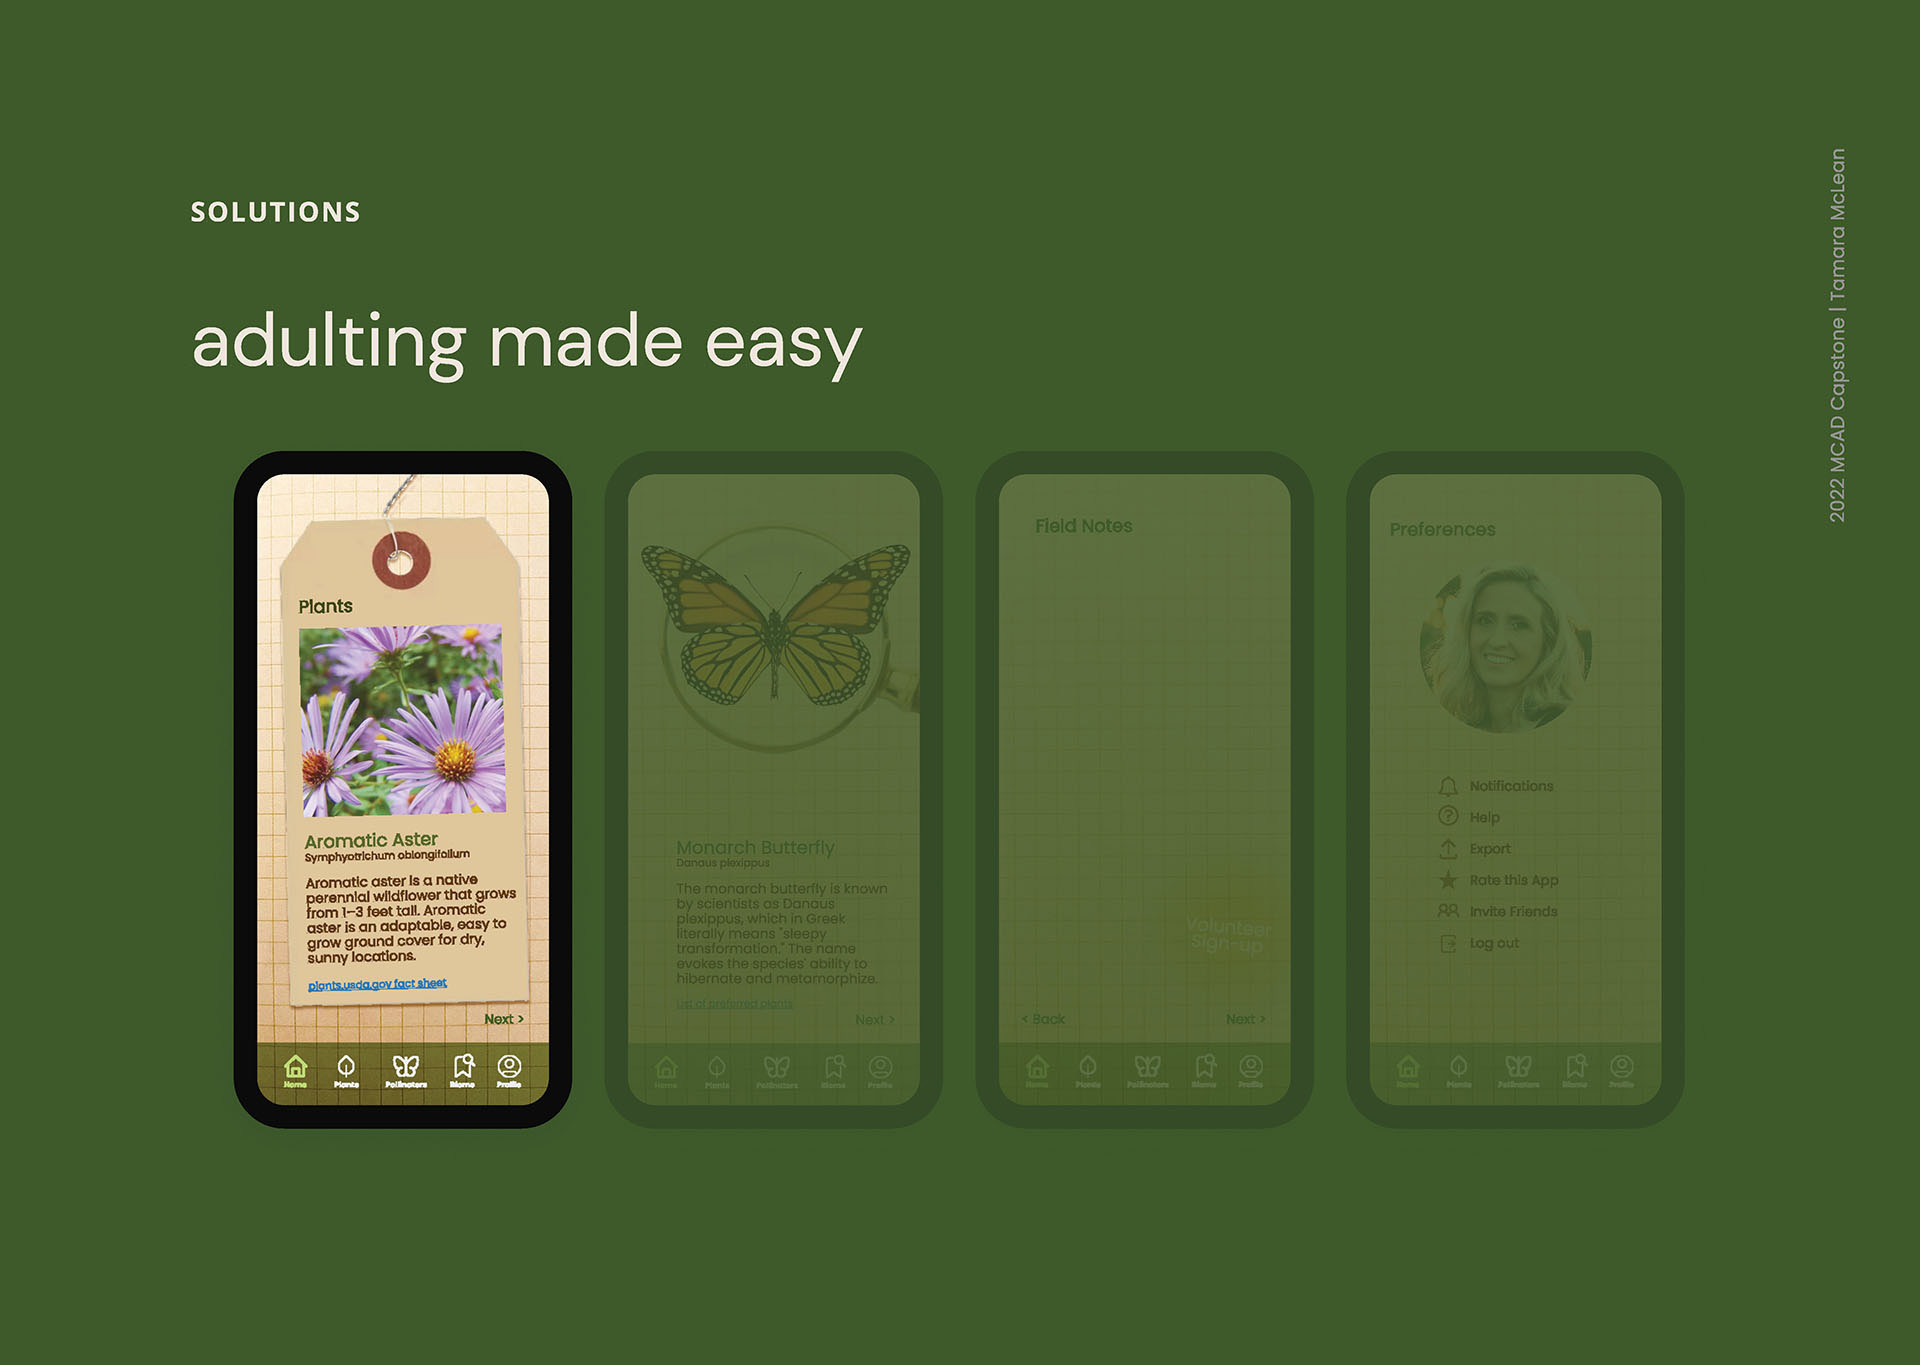 SOLUTIONS
adulting made easy
2022 MCAD Capstone | Tamara McLean
Plants
Aromatic Aster
Symphyotrichum oblongifolium
Aromatic aster is a native
perennial wildflower that grows
from 1–3 feet tall. Aromatic
aster is an adaptable, easy to
grow ground cover for dry,
sunny locations.
plants.usda.gov fact sheet
Next >
Home Plants Pollinators Biome Profile
Monarch Butterfly
Danaus plexippus
The monarch butterfly is known
by scientists as Danaus
plexippus, which in Greek
literally means "sleepy
transformation." The name
evokes the species' ability to
hibernate and metamorphize.
List of preferred plants
Next >
Home Plants Pollinators Biome Profile
Field Notes
Volunteer
Sign-up
< Back
Next >
Home Plants Pollinators Biome Profile
Preferences
Notifications
Help
Export
Rate this App
Invite Friends
Log out
Home Plants Pollinators Biome Profile